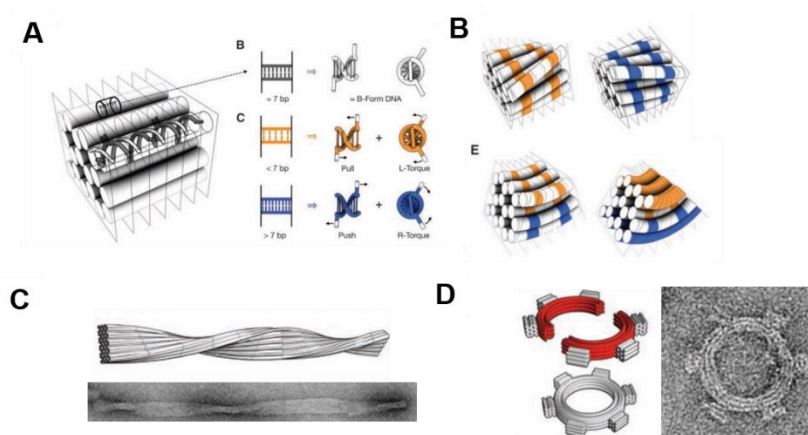 A
B
= 7 bp
= B-Form DNA
C
< 7 bp
Pull
+
L-Torque
> 7 bp
Push
+
R-Torque
B
E
C
D